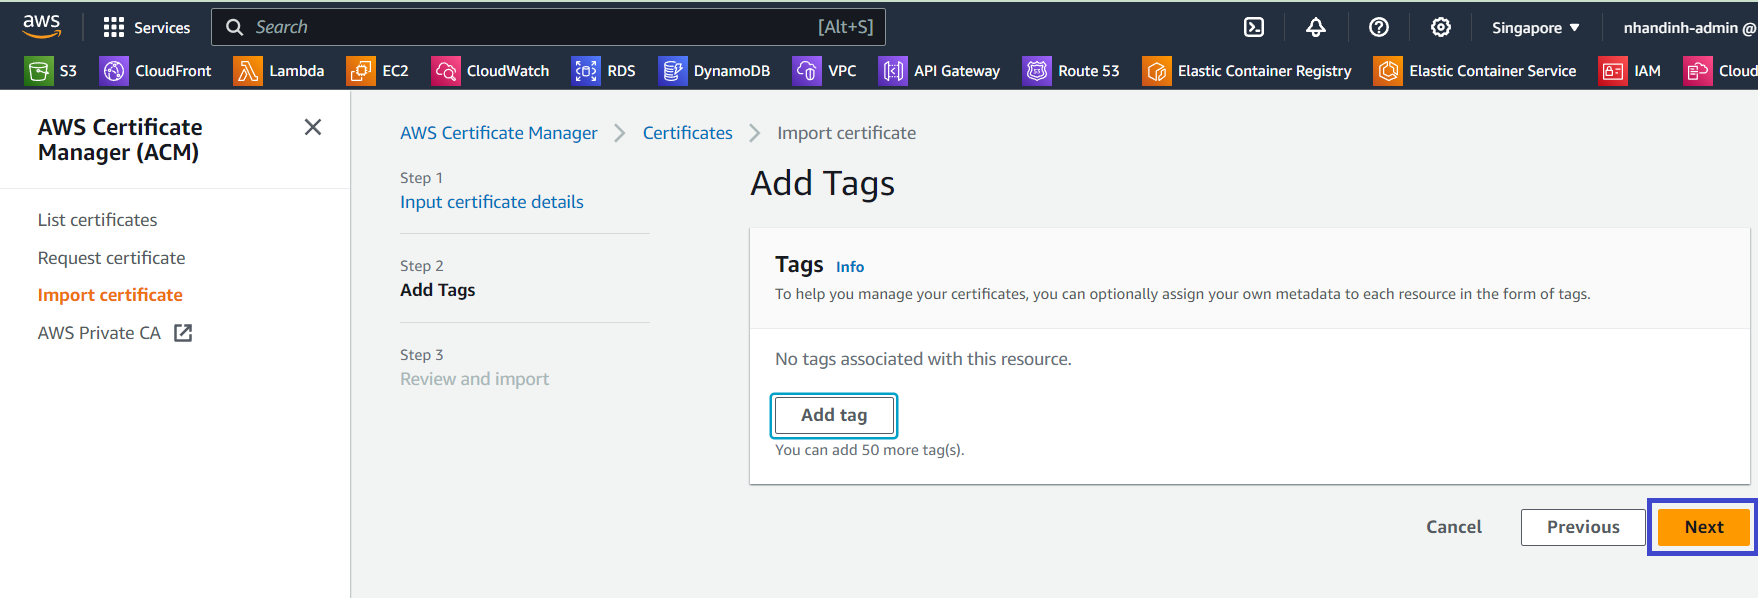 aws
Services
Search
[Alt+S]
Singapore
nhandinh-admin @
S3
CloudFront
Lambda
EC2
CloudWatch
RDS
DynamoDB
VPC
API Gateway
Route 53
Elastic Container Registry
Elastic Container Service
IAM
Cloud
AWS Certificate
Manager (ACM)
List certificates
Request certificate
Import certificate
AWS Private CA
AWS Certificate Manager
Certificates
Import certificate
Step 1
Input certificate details
Step 2
Add Tags
Step 3
Review and import
Add Tags
Tags Info
To help you manage your certificates, you can optionally assign your own metadata to each resource in the form of tags.
No tags associated with this resource.
Add tag
You can add 50 more tag(s).
Cancel
Previous
Next